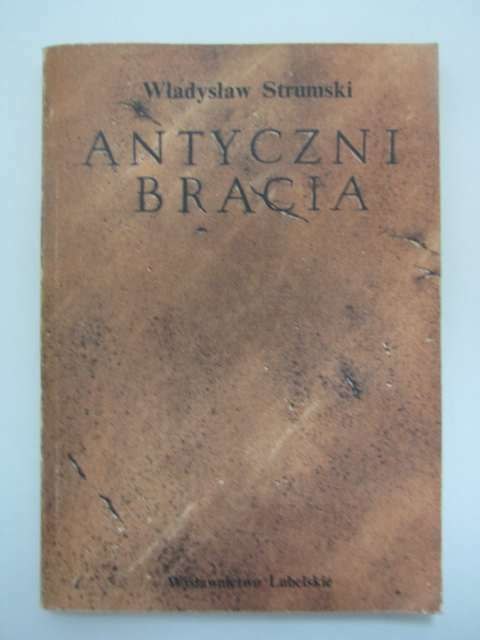 Władysław Strumski
ANTYCZNI
BRACIA
Wydawnictwo Lubelskie